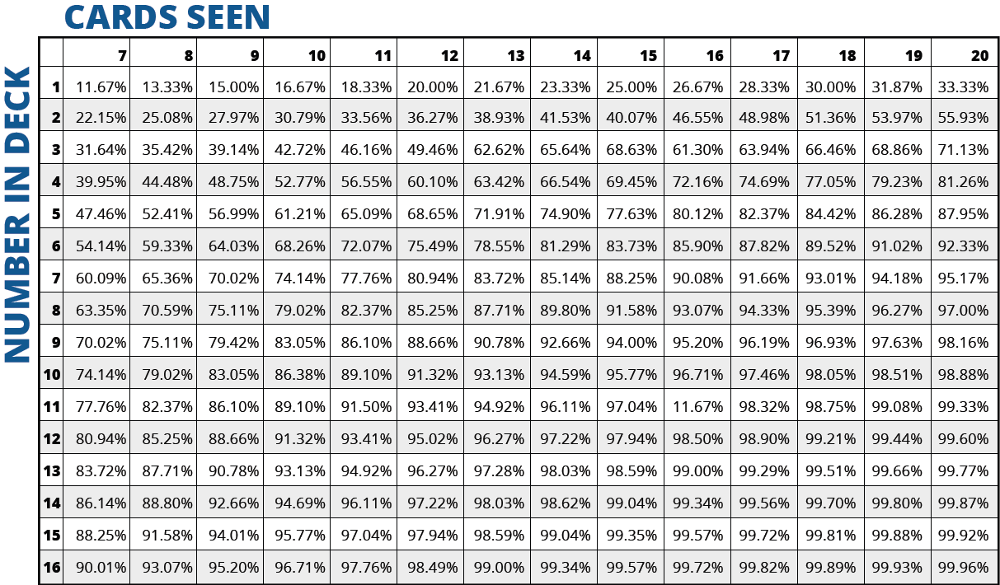 CARDS SEEN
NUMBER IN DECK
7 8 9 10 11 12 13 14 15 16 17 18 19 20
1 11.67% 13.33% 15.00% 16.67% 18.33% 20.00% 21.67% 23.33% 25.00% 26.67% 28.33% 30.00% 31.87% 33.33%
2 22.15% 25.08% 27.97% 30.79% 33.56% 36.27% 38.93% 41.53% 40.07% 46.55% 48.98% 51.36% 53.97% 55.93%
3 31.64% 35.42% 39.14% 42.72% 46.16% 49.46% 62.62% 65.64% 68.63% 61.30% 63.94% 66.46% 68.86% 71.13%
4 39.95% 44.48% 48.75% 52.77% 56.55% 60.10% 63.42% 66.54% 69.45% 72.16% 74.69% 77.05% 79.23% 81.26%
5 47.46% 52.41% 56.99% 61.21% 65.09% 68.65% 71.91% 74.90% 77.63% 80.12% 82.37% 84.42% 86.28% 87.95%
6 54.14% 59.33% 64.03% 68.26% 72.07% 75.49% 78.55% 81.29% 83.73% 85.90% 87.82% 89.52% 91.02% 92.33%
7 60.09% 65.36% 70.02% 74.14% 77.76% 80.94% 83.72% 85.14% 88.25% 90.08% 91.66% 93.01% 94.18% 95.17%
8 63.35% 70.59% 75.11% 79.02% 82.37% 85.25% 87.71% 89.80% 91.58% 93.07% 94.33% 95.39% 96.27% 97.00%
9 70.02% 75.11% 79.42% 83.05% 86.10% 88.66% 90.78% 92.66% 94.00% 95.20% 96.19% 96.93% 97.63% 98.16%
10 74.14% 79.02% 83.05% 86.38% 89.10% 91.32% 93.13% 94.59% 95.77% 96.71% 97.46% 98.05% 98.51% 98.88%
11 77.76% 82.37% 86.10% 89.10% 91.50% 93.41% 94.92% 96.11% 97.04% 11.67% 98.32% 98.75% 99.08% 99.33%
12 80.94% 85.25% 88.66% 91.32% 93.41% 95.02% 96.27% 97.22% 97.94% 98.50% 98.90% 99.21% 99.44% 99.60%
13 83.72% 87.71% 90.78% 93.13% 94.92% 96.27% 97.28% 98.03% 98.59% 99.00% 99.29% 99.51% 99.66% 99.77%
14 86.14% 88.80% 92.66% 94.69% 96.11% 97.22% 98.03% 98.62% 99.04% 99.34% 99.56% 99.70% 99.80% 99.87%
15 88.25% 91.58% 94.01% 95.77% 97.04% 97.94% 98.59% 99.04% 99.35% 99.57% 99.72% 99.81% 99.88% 99.92%
16 90.01% 93.07% 95.20% 96.71% 97.76% 98.49% 99.00% 99.34% 99.57% 99.72% 99.82% 99.89% 99.93% 99.96%